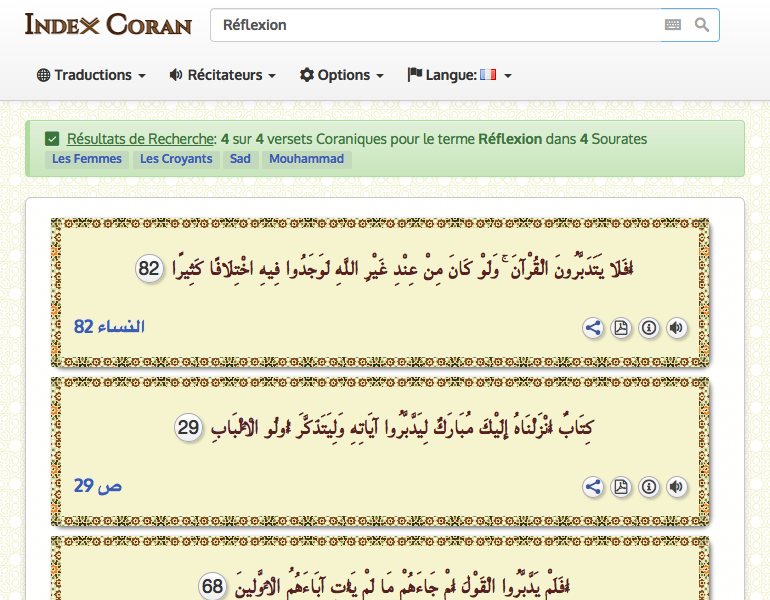 INDEX CORAN
Réflexion
Traductions
Récitateurs
Options
Langue:
Résultats de Recherche: 4 sur 4 versets Coraniques pour le terme Réflexion dans 4 Sourates
Les Femmes Les Croyants Sad Mouhammad
أَفَلَا يَتَدَبَّرُونَ الْقُرْآنَ ۚ وَلَوْ كَانَ مِنْ عِنْدِ غَيْرِ اللَّهِ لَوَجَدُوا فِيهِ اخْتِلَافًا كَثِيرًا 82
النساء 82
كِتَابٌ أَنْزَلْنَاهُ إِلَيْكَ مُبَارَكٌ لِيَدَّبَّرُوا آيَاتِهِ وَلِيَتَذَكَّرَ أُولُو الْأَلْبَابِ 29
ص 29
أَفَلَمْ يَدَّبَّرُوا الْقَوْلَ أَمْ جَاءَهُمْ مَا لَمْ يَأْتِ آبَاءَهُمُ الْأَوَّلِينَ 68